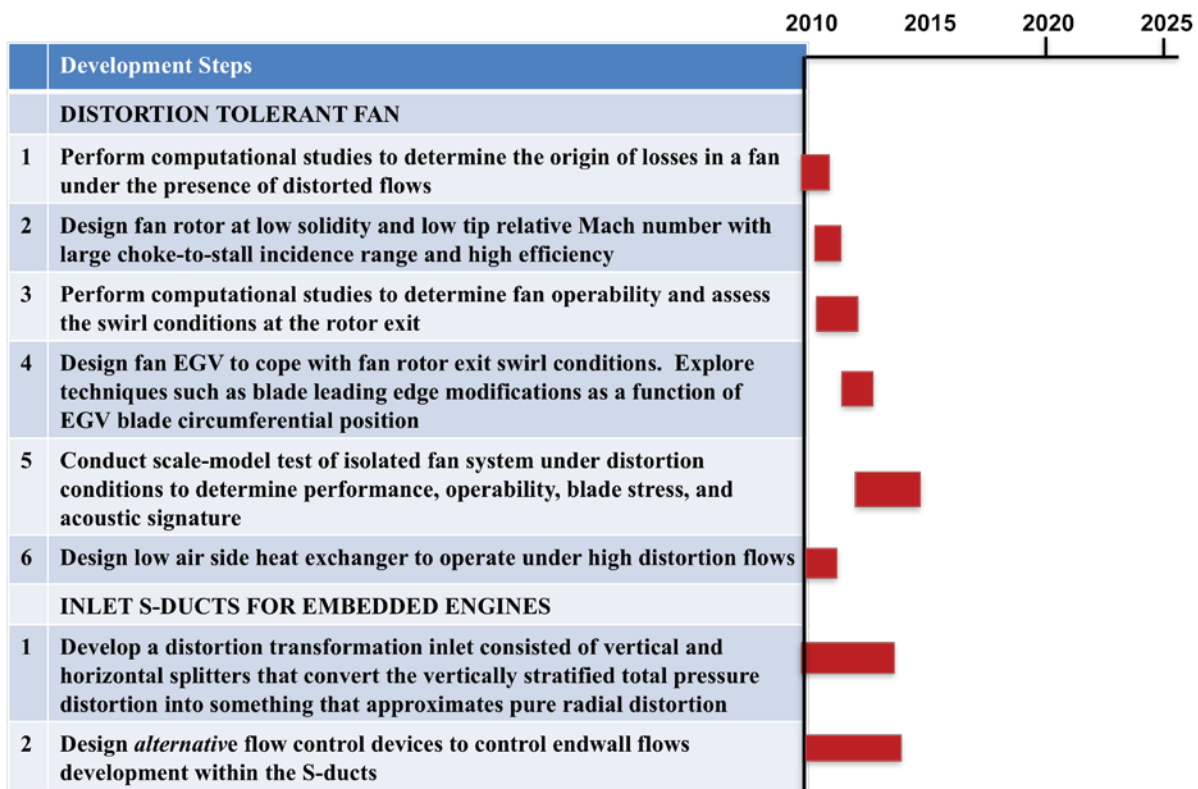 2010 2015 2020 2025
Development Steps
DISTORTION TOLERANT FAN
1 Perform computational studies to determine the origin of losses in a fan
under the presence of distorted flows
2 Design fan rotor at low solidity and low tip relative Mach number with
large choke-to-stall incidence range and high efficiency
3 Perform computational studies to determine fan operability and assess
the swirl conditions at the rotor exit
4 Design fan EGV to cope with fan rotor exit swirl conditions.  Explore
techniques such as blade leading edge modifications as a function of
EGV blade circumferential position
5 Conduct scale-model test of isolated fan system under distortion
conditions to determine performance, operability, blade stress, and
acoustic signature
6 Design low air side heat exchanger to operate under high distortion flows
INLET S-DUCTS FOR EMBEDDED ENGINES
1 Develop a distortion transformation inlet consisted of vertical and
horizontal splitters that convert the vertically stratified total pressure
distortion into something that approximates pure radial distortion
2 Design alternative flow control devices to control endwall flows
development within the S-ducts